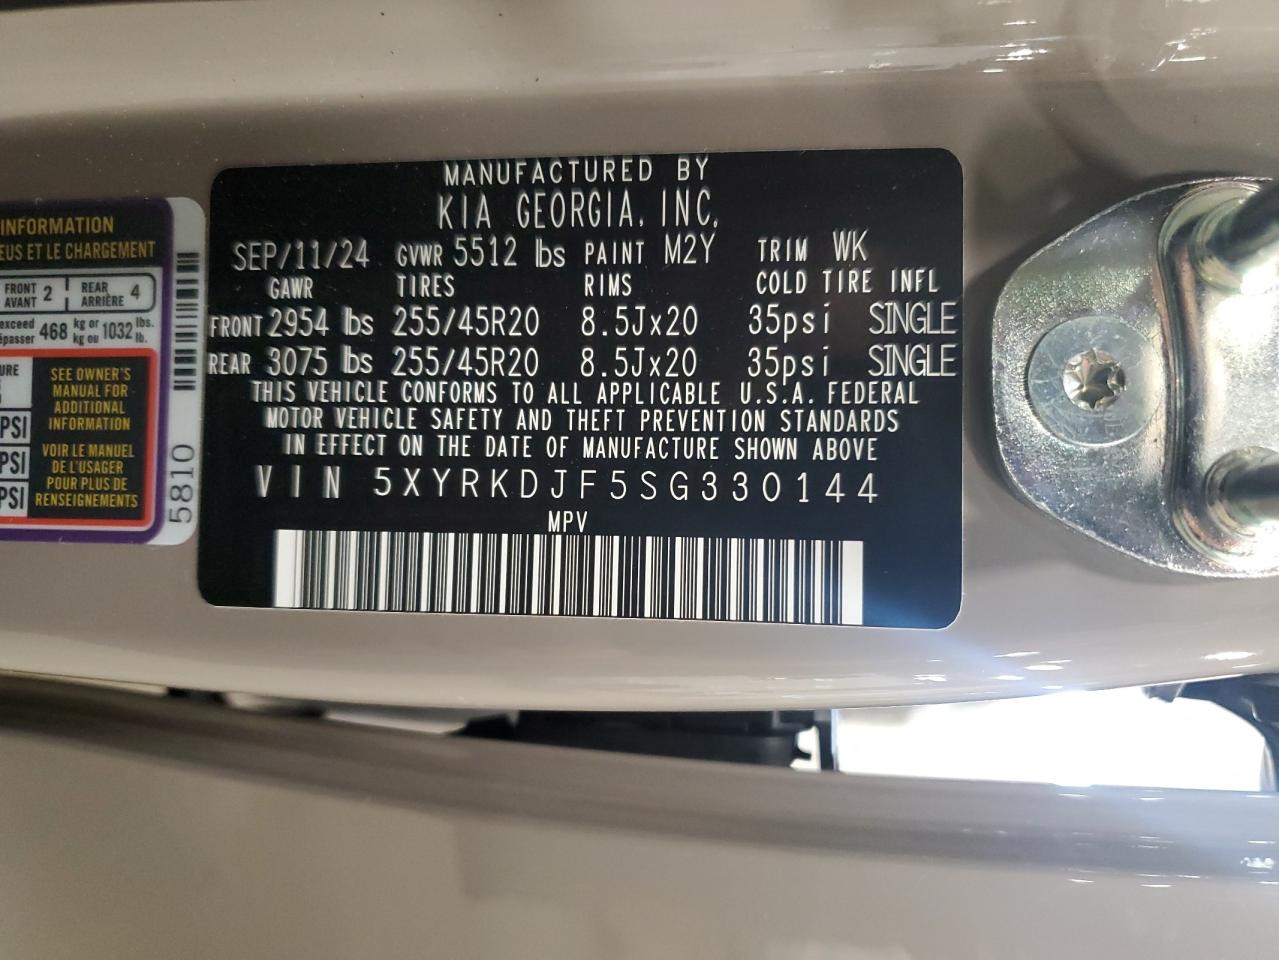 INFORMATION
EUS ET LE CHARGEMENT
FRONT AVANT 2 REAR ARRIÈRE 4
exceed 468 kg or kg ou 1032 lbs. lb.
SEE OWNER'S
MANUAL FOR
ADDITIONAL
INFORMATION
PSI
VOIR LE MANUEL
DE L'USAGER
POUR PLUS DE
RENSEIGNEMENTS
PSI
PSI
5810
MANUFACTURED BY
KIA GEORGIA, INC,
SEP/11/24 GVWR 5512 lbs PAINT M2Y TRIM WK
GAWR TIRES RIMS COLD TIRE INFL
FRONT 2954 lbs 255/45R20 8.5Jx20 35psi SINGLE
REAR 3075 lbs 255/45R20 8.5Jx20 35psi SINGLE
THIS VEHICLE CONFORMS TO ALL APPLICABLE U.S.A. FEDERAL
MOTOR VEHICLE SAFETY AND THEFT PREVENTION STANDARDS
IN EFFECT ON THE DATE OF MANUFACTURE SHOWN ABOVE
VIN 5XYRKDJF5SG330144
MPV